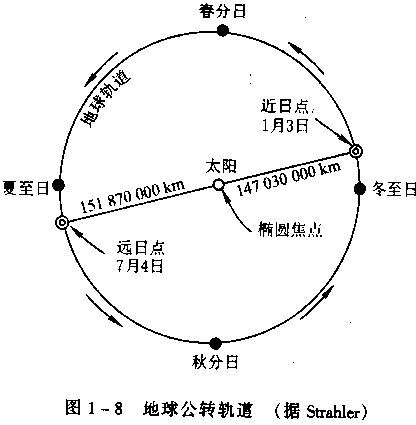 春分日
地球轨道
近日点
1月3日
太阳
夏至日
151 870 000 km
147 030 000 km
冬至日
椭圆焦点
远日点
7月4日
秋分日
图 1-8 地球公转轨道 (据 Strahler)